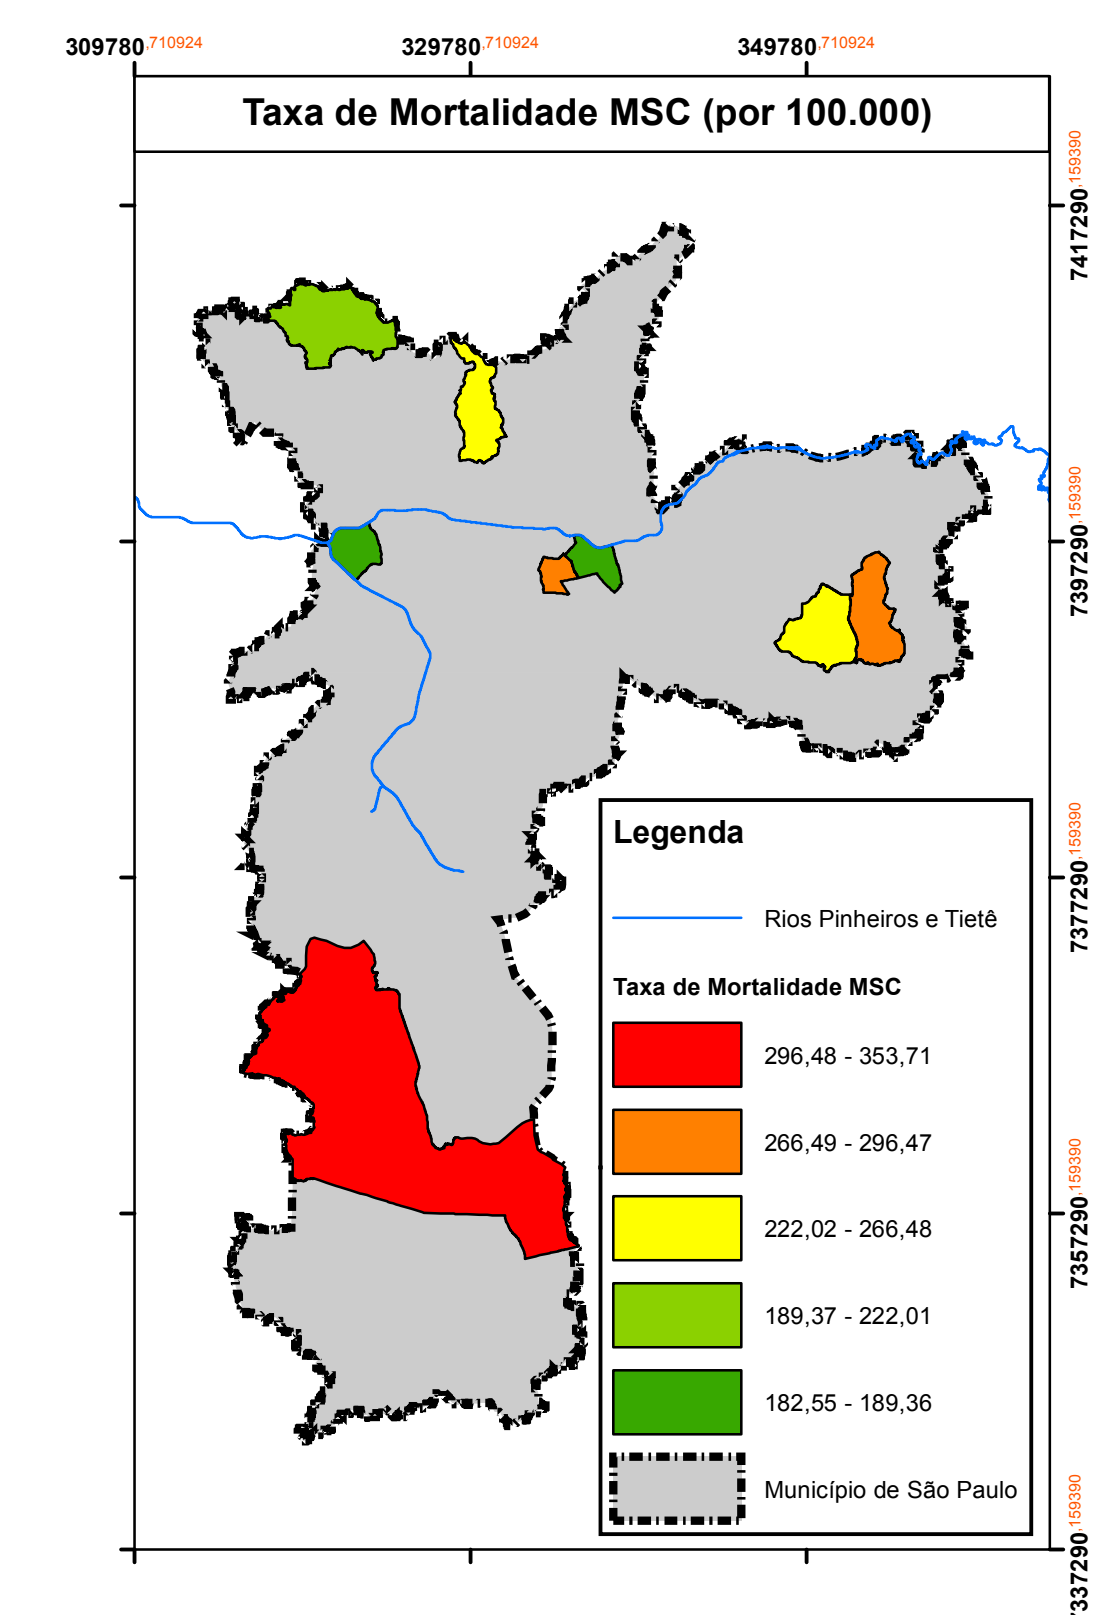 309780,710924 329780,710924 349780,710924
Taxa de Mortalidade MSC (por 100.000)
7417290,159390
7397290,159390
7377290,159390
7357290,159390
7337290,159390
Legenda
Rios Pinheiros e Tietê
Taxa de Mortalidade MSC
296,48 - 353,71
266,49 - 296,47
222,02 - 266,48
189,37 - 222,01
182,55 - 189,36
Município de São Paulo